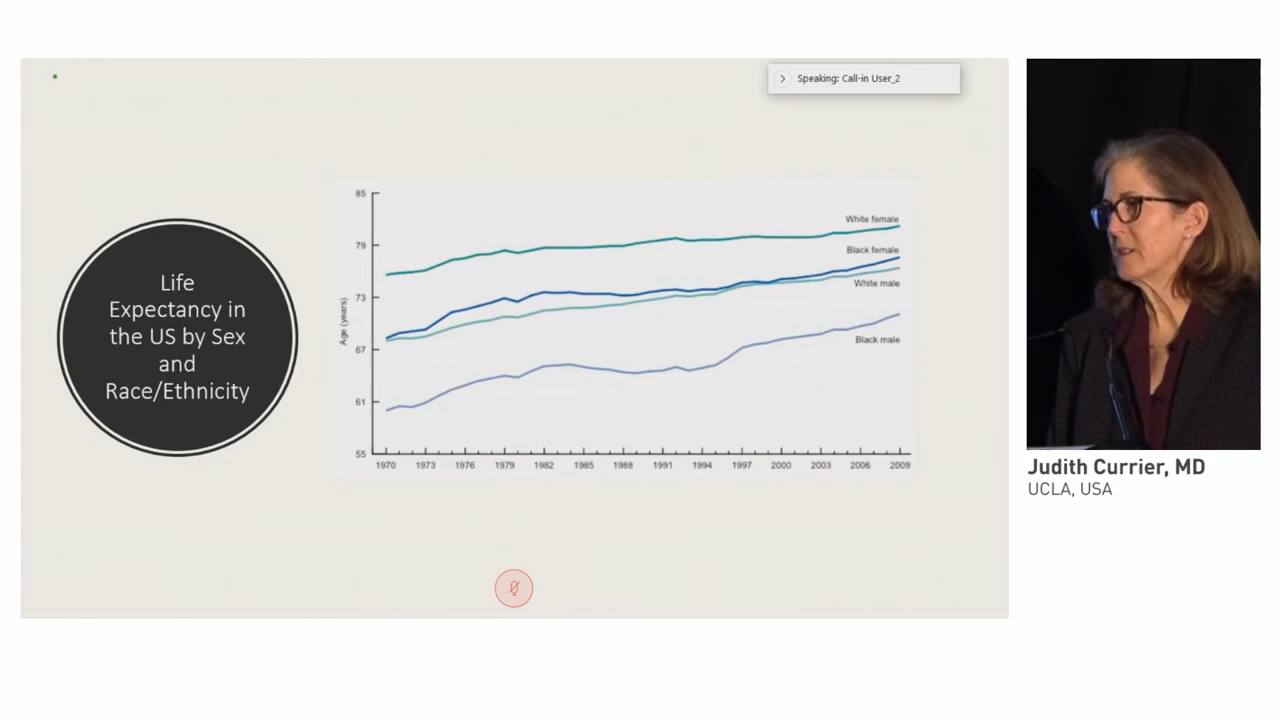 Speaking: Call-in User_2
Life
Expectancy in
the US by Sex
and
Race/Ethnicity
Age (years)
85
79
73
67
61
55
White female
Black female
White male
Black male
1970 1973 1976 1979 1982 1985 1988 1991 1994 1997 2000 2003 2006 2009
Judith Currier, MD
UCLA, USA